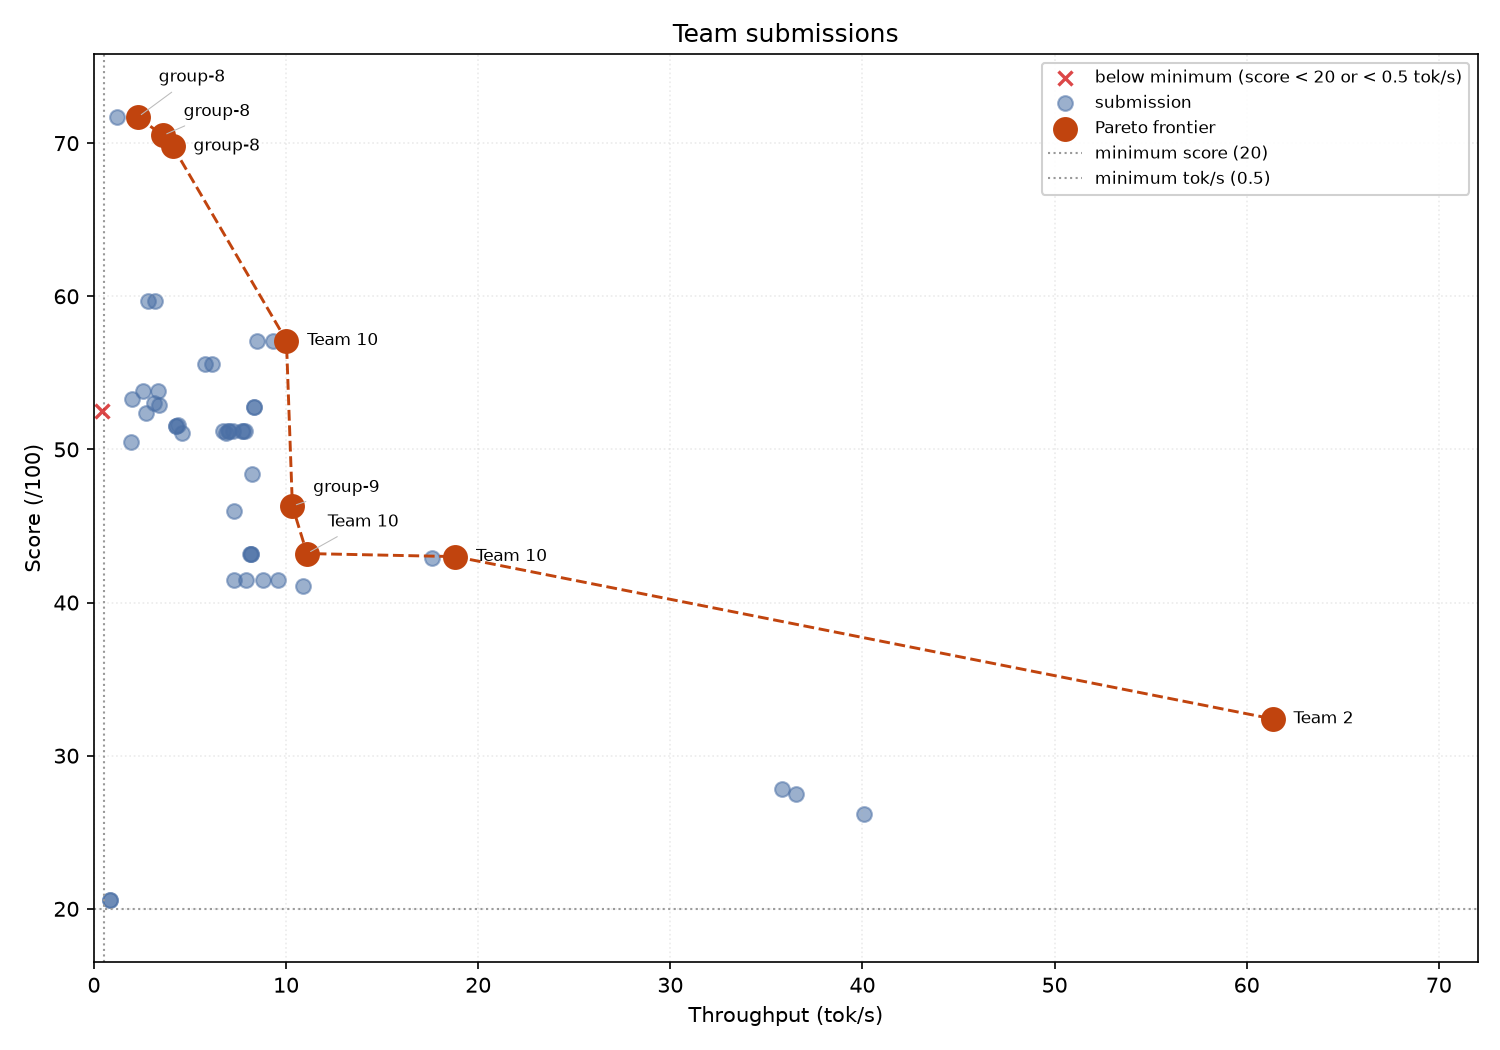 Team submissions
group-8
group-8
group-8
Team 10
group-9
Team 10
Team 10
Team 2
below minimum (score < 20 or < 0.5 tok/s)
submission
Pareto frontier
minimum score (20)
minimum tok/s (0.5)
70
60
50
40
30
20
Score (/100)
0 10 20 30 40 50 60 70
Throughput (tok/s)